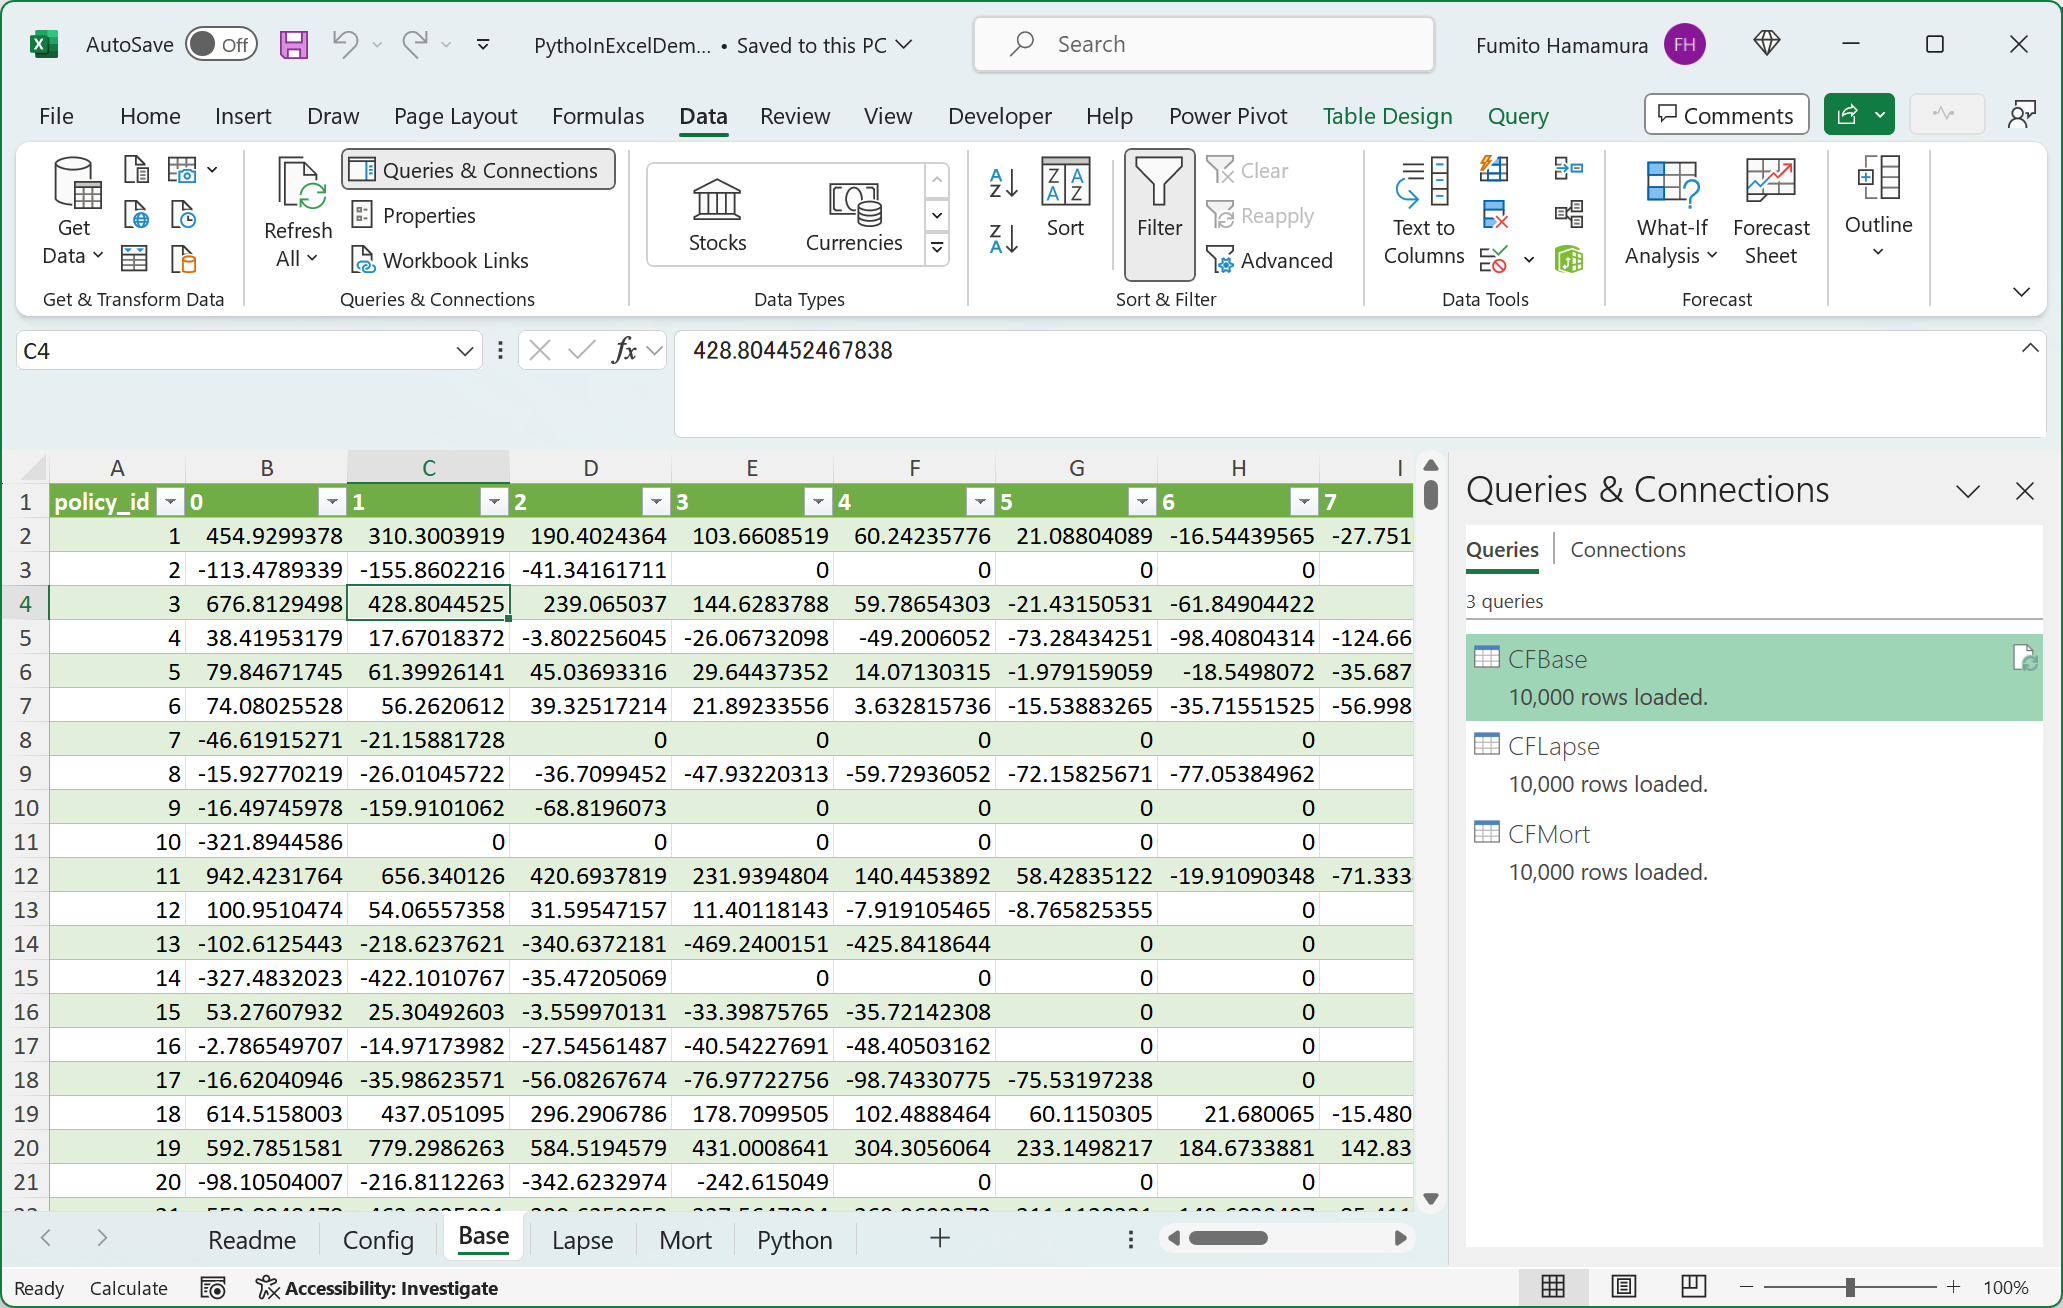 AutoSave Off PythoInExcelDem... • Saved to this PC Search Fumito Hamamura FH
File Home Insert Draw Page Layout Formulas Data Review View Developer Help Power Pivot Table Design Query Comments
Get Data
Get & Transform Data
Refresh All
Queries & Connections
Properties
Workbook Links
Queries & Connections
Stocks
Currencies
Data Types
Sort
Filter
Clear
Reapply
Advanced
Sort & Filter
Text to Columns
Data Tools
What-If Analysis
Forecast Sheet
Forecast
Outline
C4 fx 428.804452467838
A B C D E F G H I
1 policy_id 0 1 2 3 4 5 6 7
2 1 454.9299378 310.3003919 190.4024364 103.6608519 60.24235776 21.08804089 -16.54439565 -27.751
3 2 -113.4789339 -155.8602216 -41.34161711 0 0 0 0
4 3 676.8129498 428.8044525 239.065037 144.6283788 59.78654303 -21.43150531 -61.84904422
5 4 38.41953179 17.67018372 -3.802256045 -26.06732098 -49.2006052 -73.28434251 -98.40804314 -124.66
6 5 79.84671745 61.39926141 45.03693316 29.64437352 14.07130315 -1.979159059 -18.5498072 -35.687
7 6 74.08025528 56.2620612 39.32517214 21.89233556 3.632815736 -15.53883265 -35.71551525 -56.998
8 7 -46.61915271 -21.15881728 0 0 0 0 0
9 8 -15.92770219 -26.01045722 -36.7099452 -47.93220313 -59.72936052 -72.15825671 -77.05384962
10 9 -16.49745978 -159.9101062 -68.8196073 0 0 0 0
11 10 -321.8944586 0 0 0 0 0 0
12 11 942.4231764 656.340126 420.6937819 231.9394804 140.4453892 58.42835122 -19.91090348 -71.333
13 12 100.9510474 54.06557358 31.59547157 11.40118143 -7.919105465 -8.765825355 0
14 13 -102.6125443 -218.6237621 -340.6372181 -469.2400151 -425.8418644 0 0
15 14 -327.4832023 -422.1010767 -35.47205069 0 0 0 0
16 15 53.27607932 25.30492603 -3.559970131 -33.39875765 -35.72142308 0 0
17 16 -2.786549707 -14.97173982 -27.54561487 -40.54227691 -48.40503162 0 0
18 17 -16.62040946 -35.98623571 -56.08267674 -76.97722756 -98.74330775 -75.53197238 0
19 18 614.5158003 437.051095 296.2906786 178.7099505 102.4888464 60.1150305 21.680065 -15.480
20 19 592.7851581 779.2986263 584.5194579 431.0008641 304.3056064 233.1498217 184.6733881 142.83
21 20 -98.10504007 -216.8112263 -342.6232974 -242.615049 0 0 0
Queries & Connections
Queries Connections
3 queries
CFBase
10,000 rows loaded.
CFLapse
10,000 rows loaded.
CFMort
10,000 rows loaded.
Readme Config Base Lapse Mort Python
Ready Calculate Accessibility: Investigate 100%